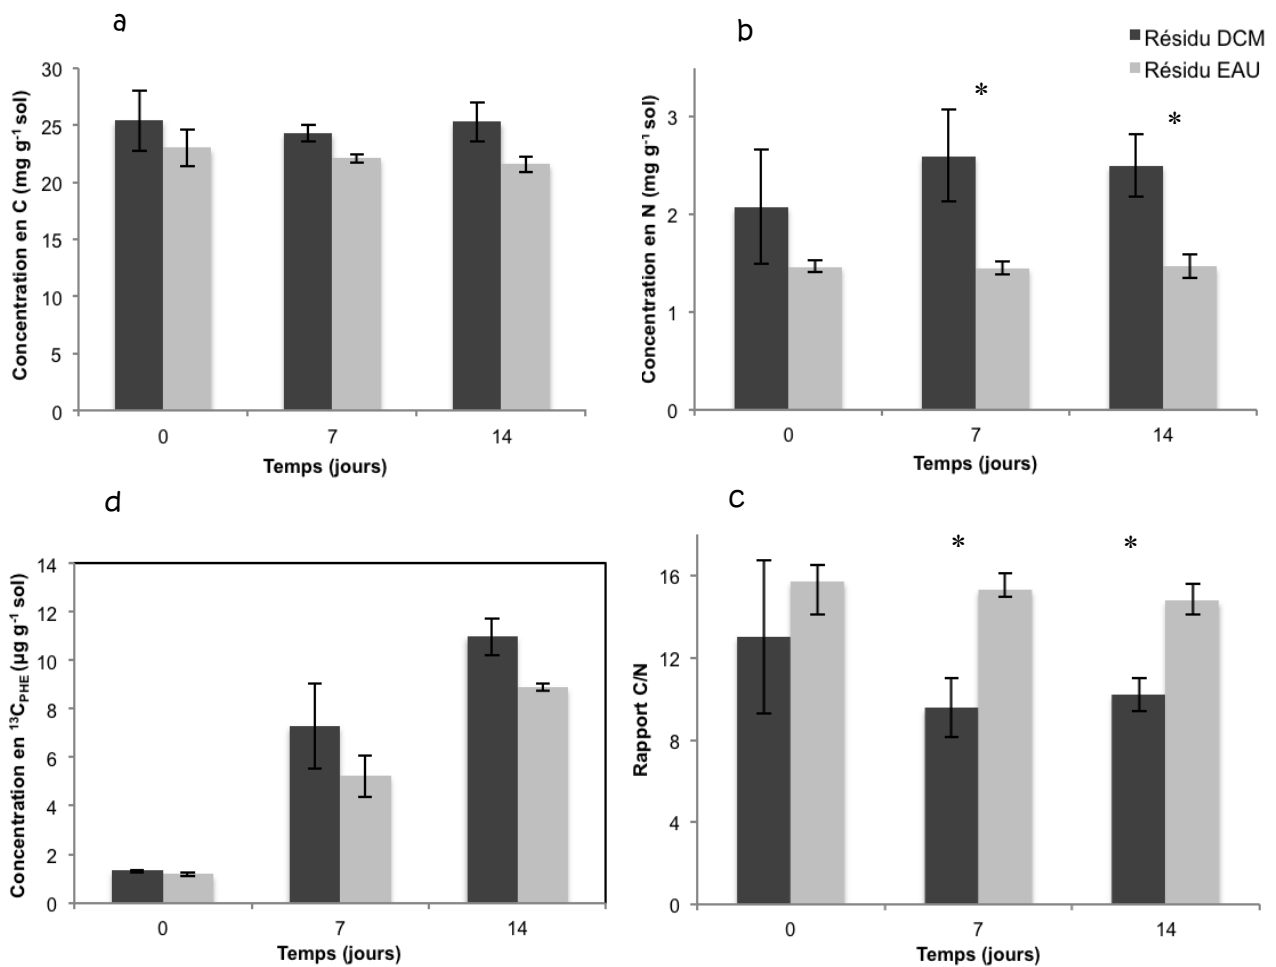 a
30
25
20
15
10
5
0
Concentration en C (mg g⁻¹ sol)
0 7 14
Temps (jours)
b
Résidu DCM
Résidu EAU
*
*
3
2
1
0
Concentration en N (mg g⁻¹ sol)
0 7 14
Temps (jours)
d
14
12
10
8
6
4
2
0
Concentration en ¹³C_PHE (µg g⁻¹ sol)
0 7 14
Temps (jours)
c
* *
16
12
8
4
0
Rapport C/N
0 7 14
Temps (jours)